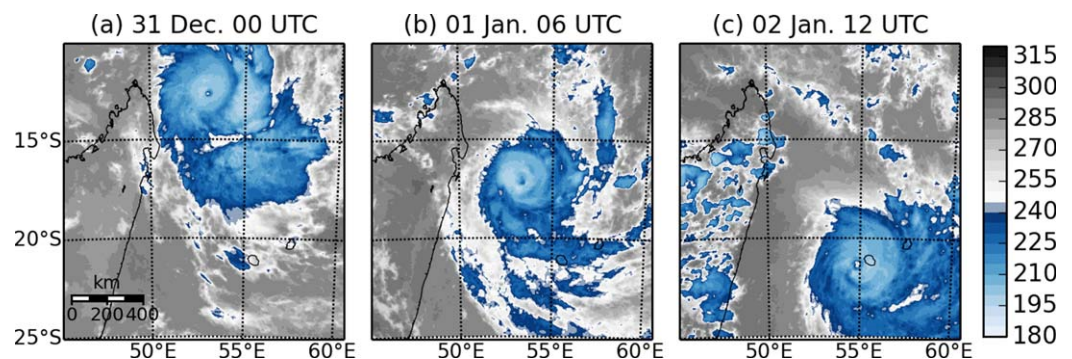 (a) 31 Dec. 00 UTC (b) 01 Jan. 06 UTC (c) 02 Jan. 12 UTC
15°S
20°S
25°S
km
0 200 400
50°E 55°E 60°E 50°E 55°E 60°E 50°E 55°E 60°E
315
300
285
270
255
240
225
210
195
180